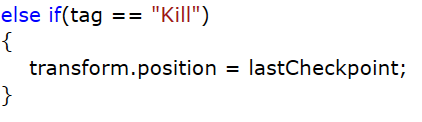 else if(tag == "Kill")
{
    transform.position = lastCheckpoint;
}